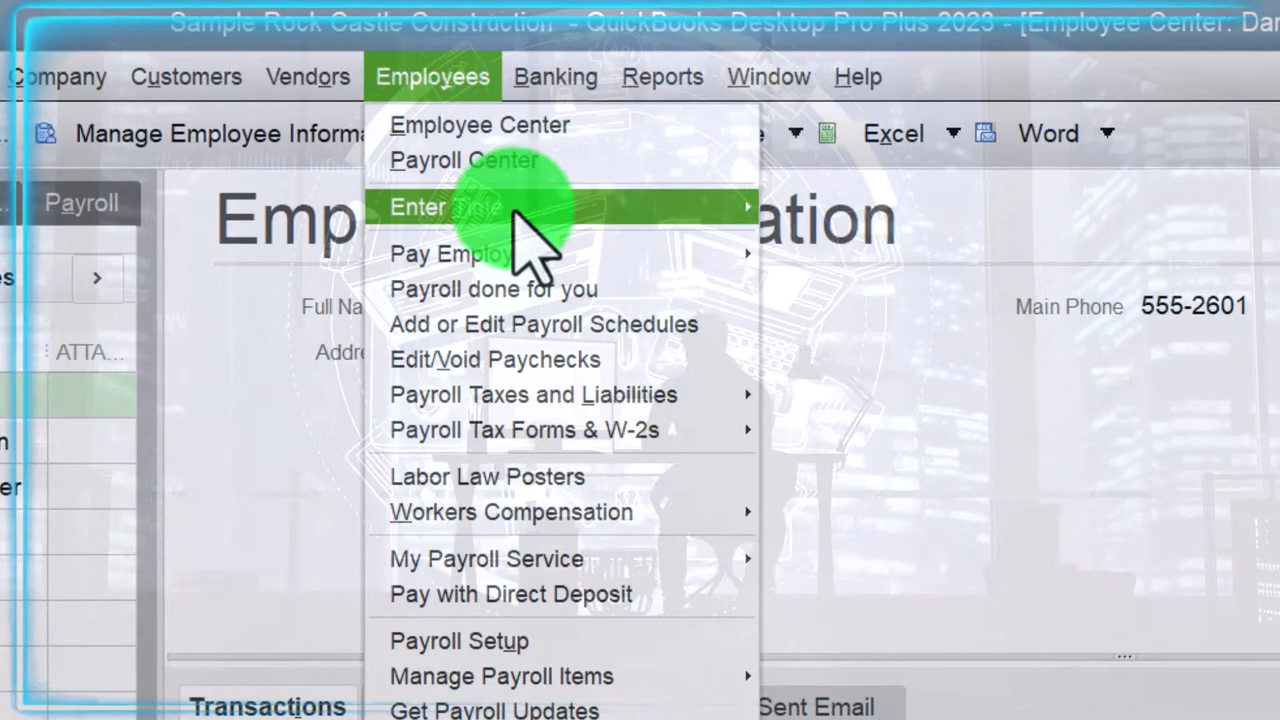 Sample Rock Castle Construction - QuickBooks Desktop Pro Plus 2023 - [Employee Center: Dar
Company Customers Vendors Employees Banking Reports Window Help
... Manage Employee Informa e Excel Word
Employee Center
Payroll Center
Payroll
Enter Time
Emp ation
Pay Employ
es
Payroll done for you
Full Na
Main Phone 555-2601
Add or Edit Payroll Schedules
ATTA...
Addre
Edit/Void Paychecks
Payroll Taxes and Liabilities
Payroll Tax Forms & W-2s
n
Labor Law Posters
er
Workers Compensation
My Payroll Service
Pay with Direct Deposit
Payroll Setup
Manage Payroll Items
Transactions
Sent Email
Get Payroll Updates